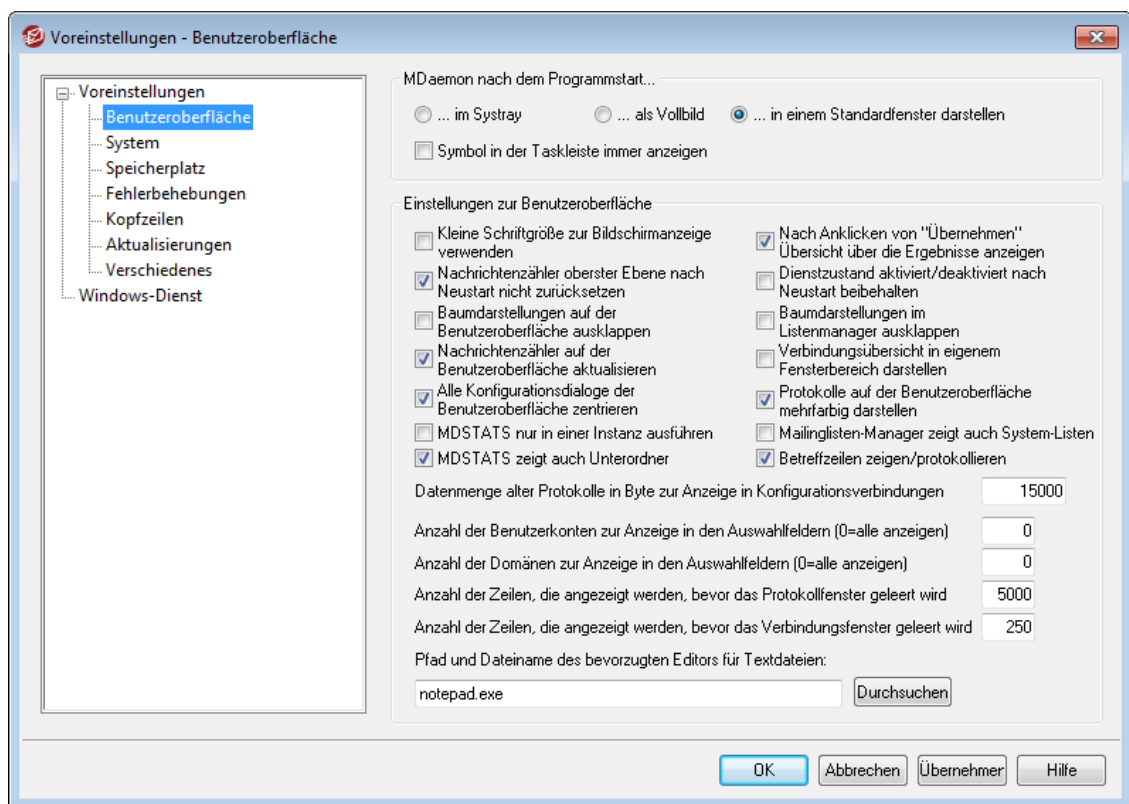 Voreinstellungen - Benutzeroberfläche
Voreinstellungen
Benutzeroberfläche
System
Speicherplatz
Fehlerbehebungen
Kopfzeilen
Aktualisierungen
Verschiedenes
Windows-Dienst
MDaemon nach dem Programmstart...
... im Systray
... als Vollbild
... in einem Standardfenster darstellen
Symbol in der Taskleiste immer anzeigen
Einstellungen zur Benutzeroberfläche
Kleine Schriftgröße zur Bildschirmanzeige
verwenden
Nach Anklicken von "Übernehmen"
Übersicht über die Ergebnisse anzeigen
Nachrichtenzähler oberster Ebene nach
Neustart nicht zurücksetzen
Dienstzustand aktiviert/deaktiviert nach
Neustart beibehalten
Baumdarstellungen auf der
Benutzeroberfläche ausklappen
Baumdarstellungen im
Listenmanager ausklappen
Nachrichtenzähler auf der
Benutzeroberfläche aktualisieren
Verbindungsübersicht in eigenem
Fensterbereich darstellen
Alle Konfigurationsdialoge der
Benutzeroberfläche zentrieren
Protokolle auf der Benutzeroberfläche
mehrfarbig darstellen
MDSTATS nur in einer Instanz ausführen
Mailinglisten-Manager zeigt auch System-Listen
MDSTATS zeigt auch Unterordner
Betreffzeilen zeigen/protokollieren
Datenmenge alter Protokolle in Byte zur Anzeige in Konfigurationsverbindungen 15000
Anzahl der Benutzerkonten zur Anzeige in den Auswahlfeldern (0=alle anzeigen) 0
Anzahl der Domänen zur Anzeige in den Auswahlfeldern (0=alle anzeigen) 0
Anzahl der Zeilen, die angezeigt werden, bevor das Protokollfenster geleert wird 5000
Anzahl der Zeilen, die angezeigt werden, bevor das Verbindungsfenster geleert wird 250
Pfad und Dateiname des bevorzugten Editors für Textdateien:
notepad.exe
Durchsuchen
OK
Abbrechen
Übernehmer
Hilfe